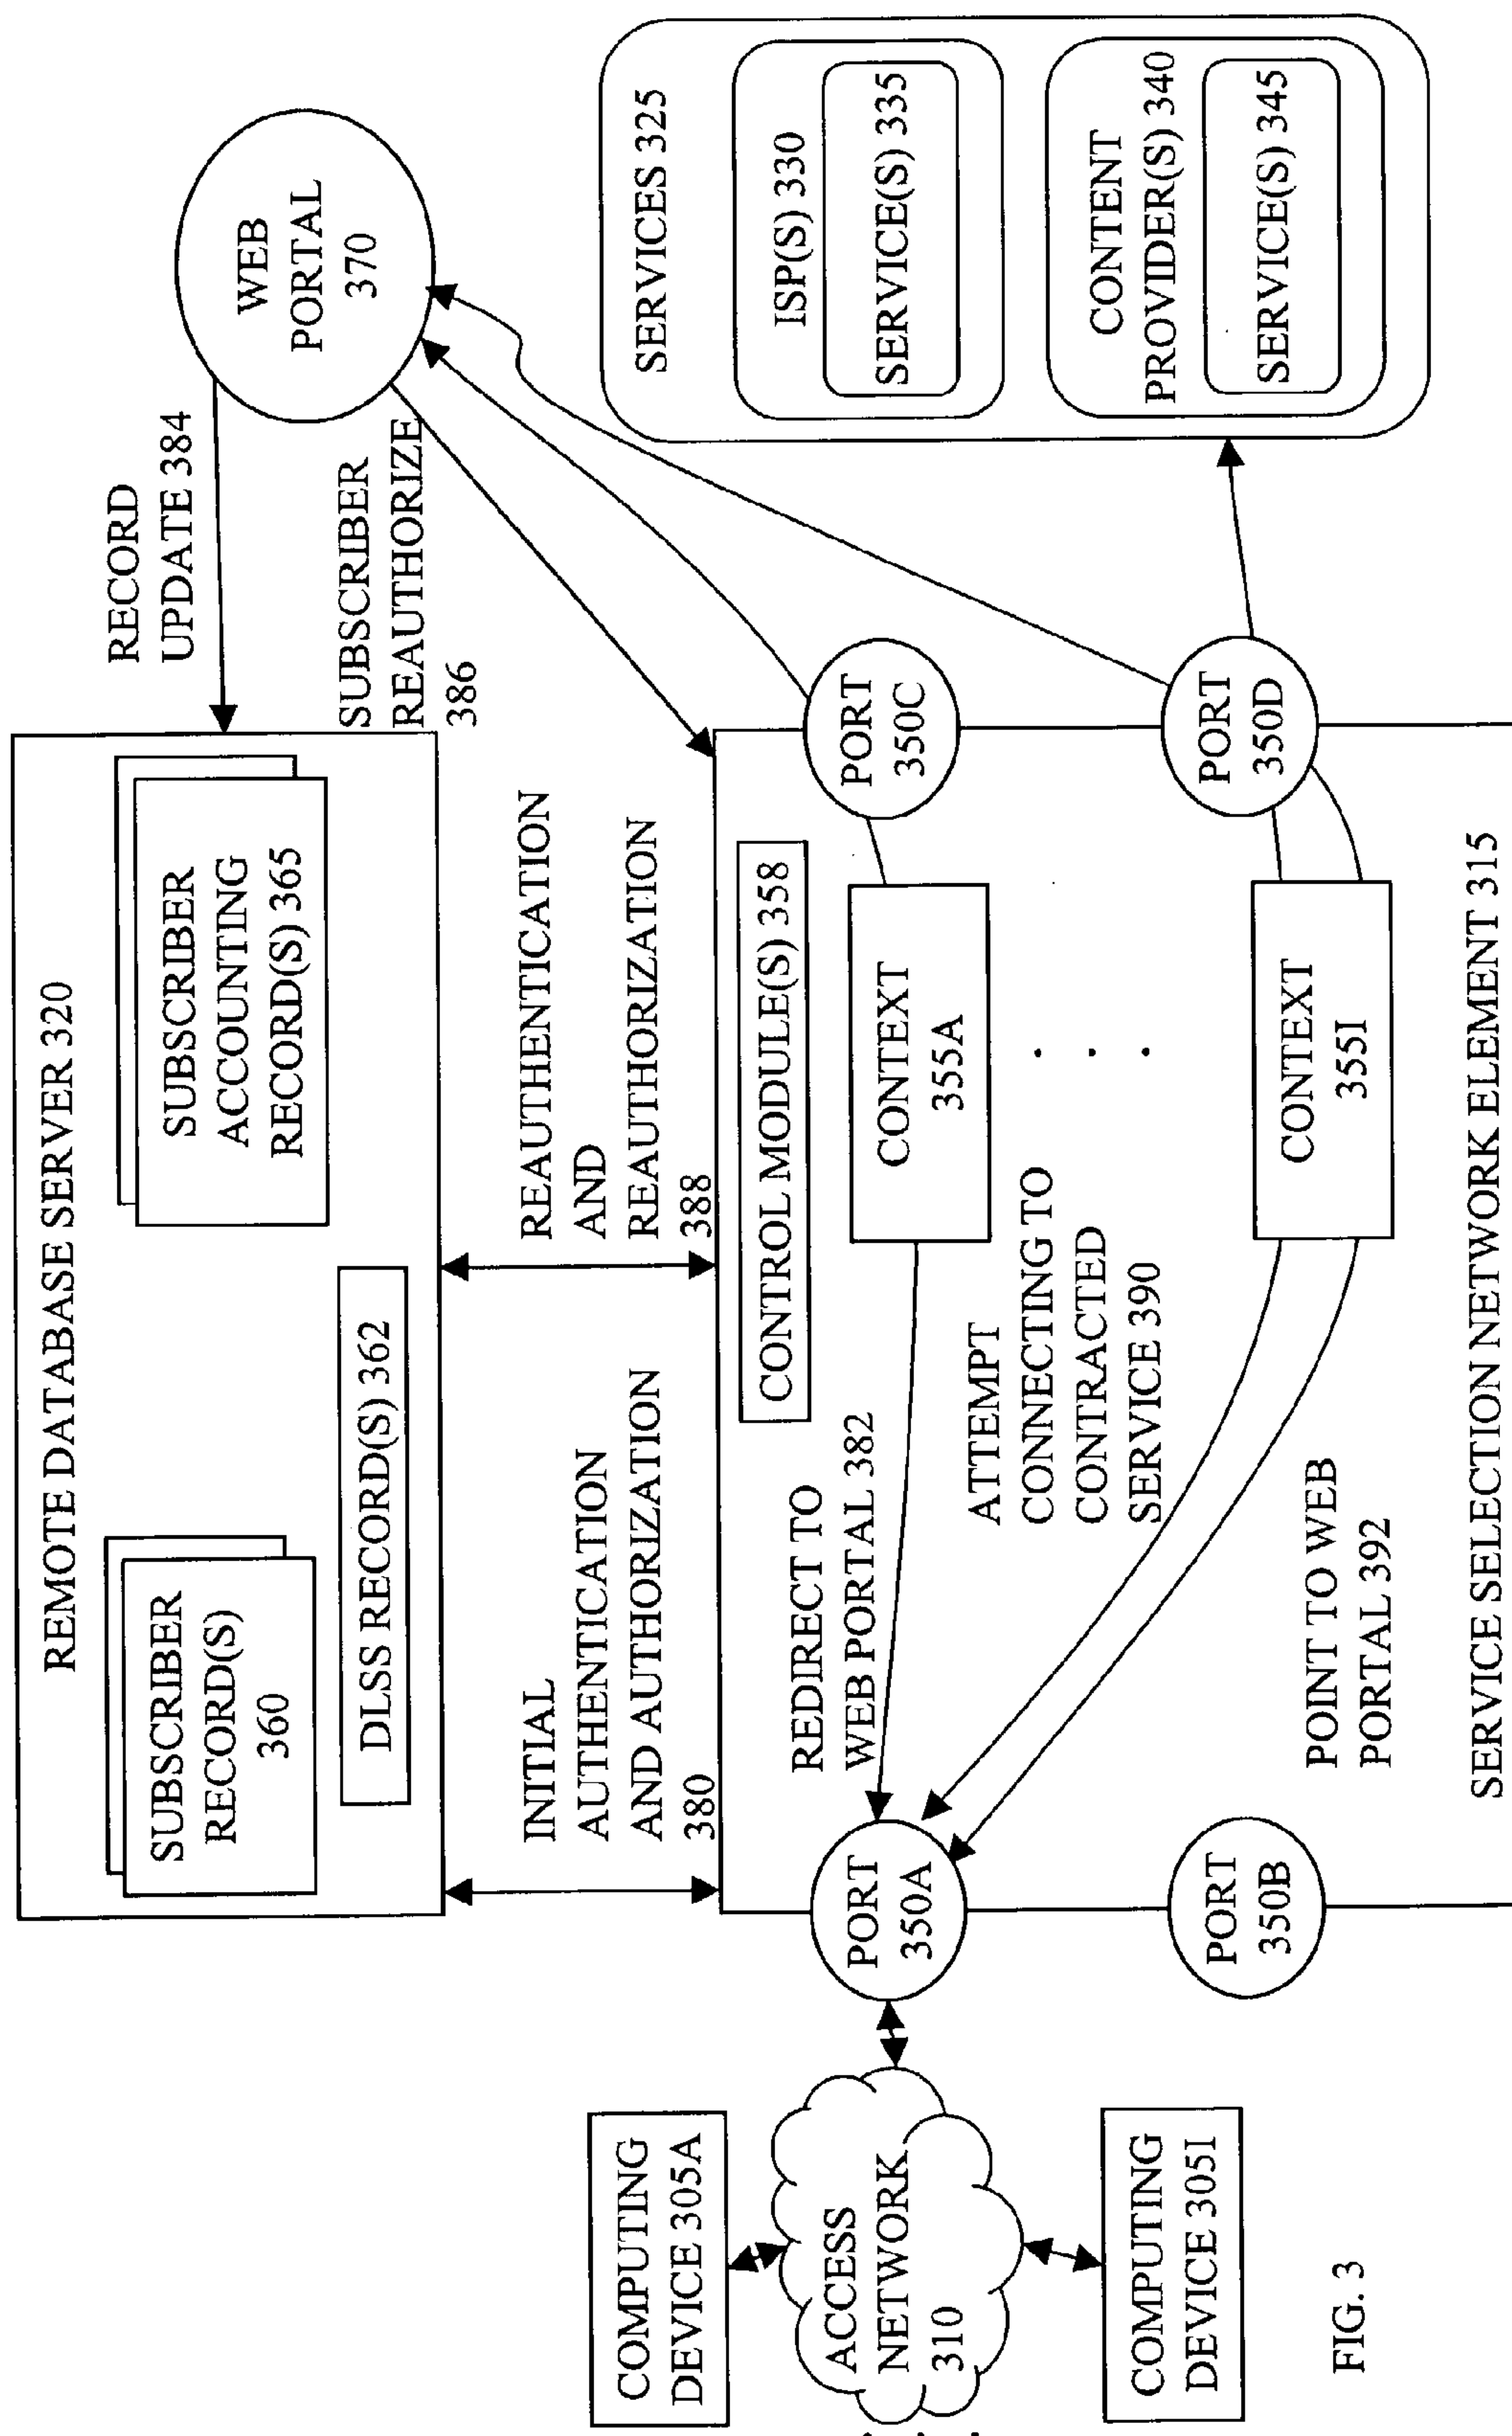 REMOTE DATABASE SERVER 320
SUBSCRIBER
RECORD(S)
360
SUBSCRIBER
ACCOUNTING
RECORD(S) 365
DLSS RECORD(S) 362
RECORD
UPDATE 384
WEB
PORTAL
370
SUBSCRIBER
REAUTHORIZE
386
INITIAL
AUTHENTICATION
AND AUTHORIZATION
380
REAUTHENTICATION
AND
REAUTHORIZATION
388
COMPUTING
DEVICE 305A
ACCESS
NETWORK
310
COMPUTING
DEVICE 305I
PORT
350A
PORT
350B
CONTROL MODULE(S) 358
REDIRECT TO
WEB PORTAL 382
CONTEXT
355A
. . .
ATTEMPT
CONNECTING TO
CONTRACTED
SERVICE 390
CONTEXT
355I
POINT TO WEB
PORTAL 392
PORT
350C
PORT
350D
SERVICES 325
ISP(S) 330
SERVICE(S) 335
CONTENT
PROVIDER(S) 340
SERVICE(S) 345
SERVICE SELECTION NETWORK ELEMENT 315
FIG. 3